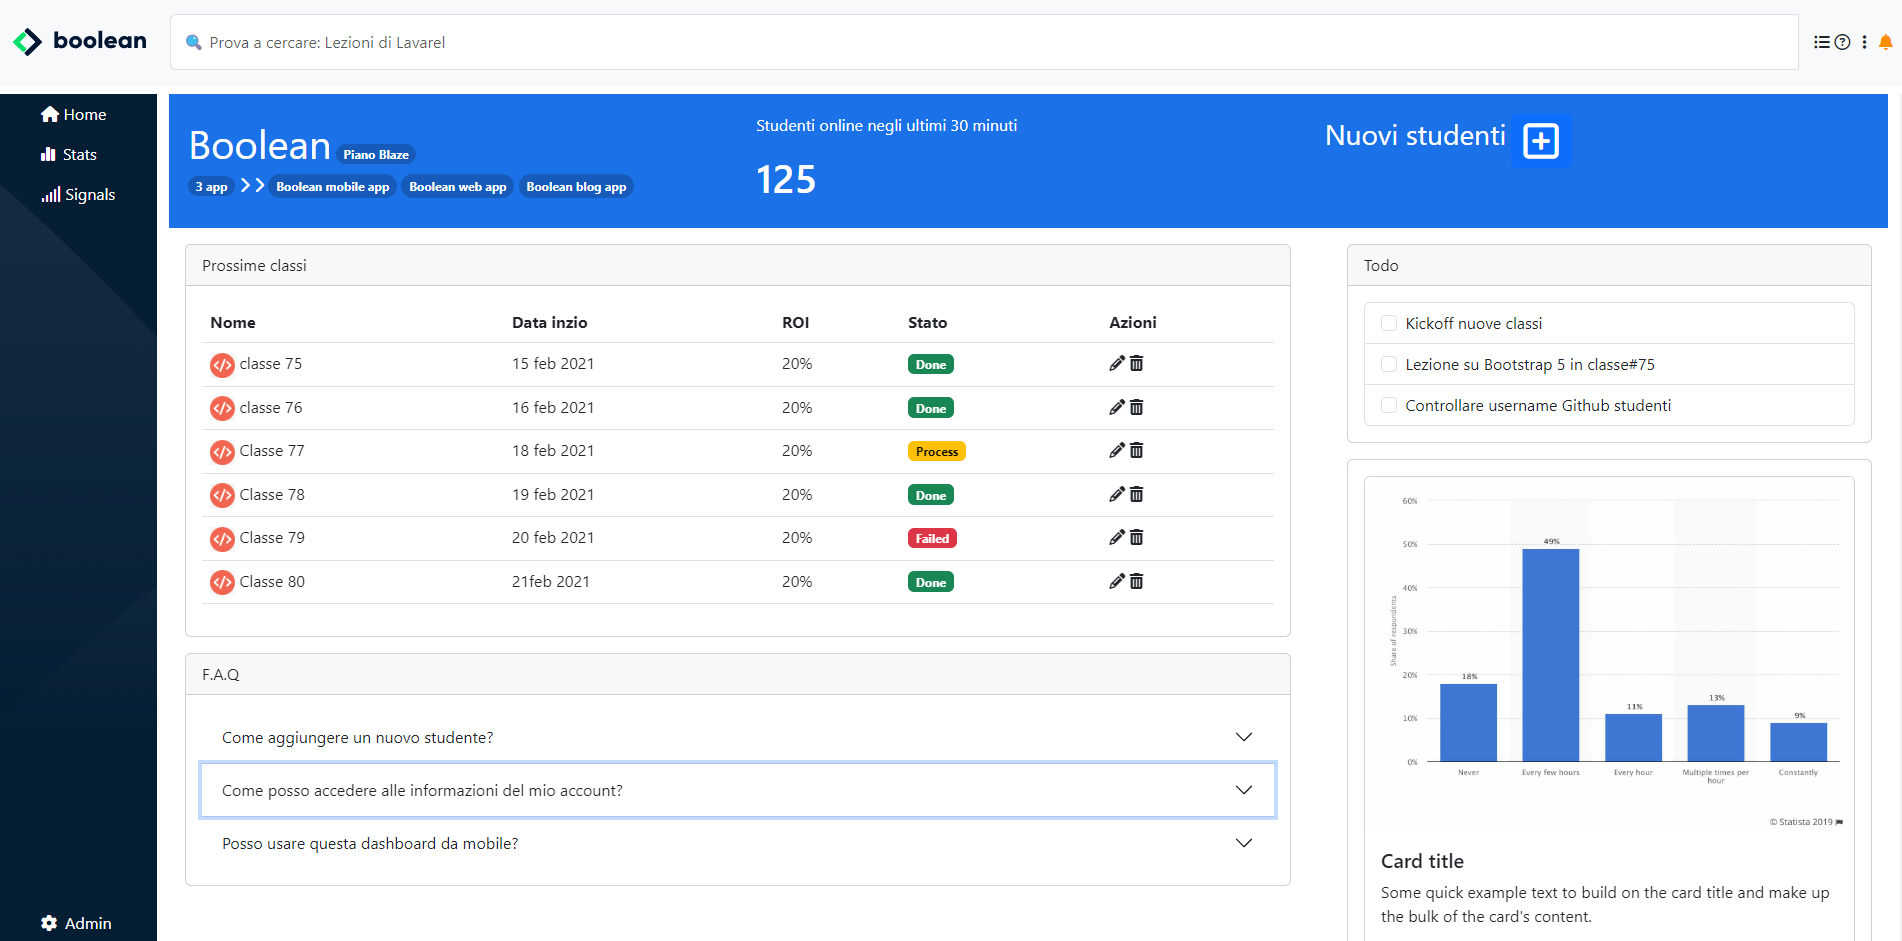 boolean
Prova a cercare: Lezioni di Lavarel
Home
Stats
Signals
Admin
Boolean Piano Blaze
3 app Boolean mobile app Boolean web app Boolean blog app
Studenti online negli ultimi 30 minuti
125
Nuovi studenti
Prossime classi
Nome Data inzio ROI Stato Azioni
classe 75 15 feb 2021 20% Done
classe 76 16 feb 2021 20% Done
Classe 77 18 feb 2021 20% Process
Classe 78 19 feb 2021 20% Done
Classe 79 20 feb 2021 20% Failed
Classe 80 21feb 2021 20% Done
F.A.Q
Come aggiungere un nuovo studente?
Come posso accedere alle informazioni del mio account?
Posso usare questa dashboard da mobile?
Todo
Kickoff nuove classi
Lezione su Bootstrap 5 in classe#75
Controllare username Github studenti
Share of respondents
60%
50%
40%
30%
20%
10%
0%
18%
49%
11%
13%
9%
Never
Every few hours
Every hour
Multiple times per
hour
Constantly
© Statista 2019
Card title
Some quick example text to build on the card title and make up
the bulk of the card's content.